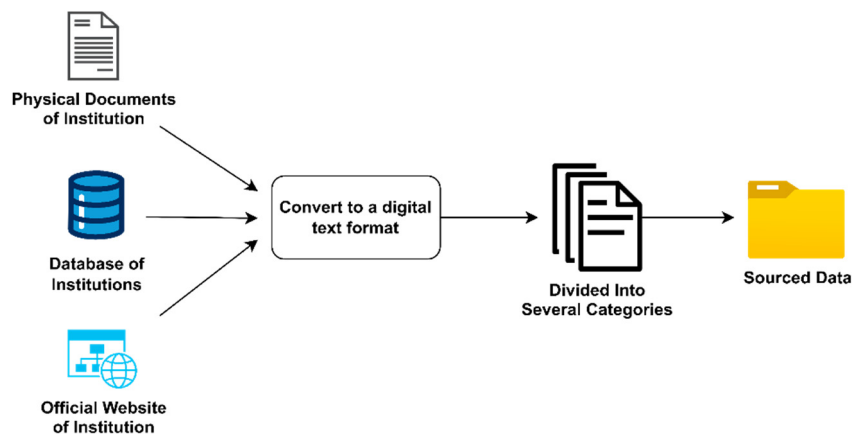 Physical Documents
of Institution
Database of
Institutions
Official Website
of Institution
Convert to a digital
text format
Divided Into
Several Categories
Sourced Data